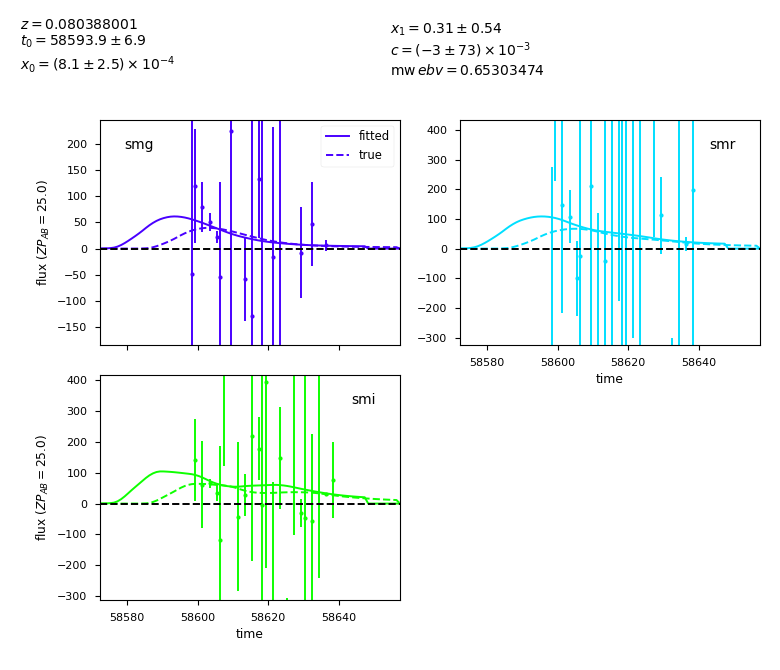 z = 0.080388001
t₀ = 58593.9 ± 6.9
x₀ = (8.1 ± 2.5) × 10⁻⁴
x₁ = 0.31 ± 0.54
c = (−3 ± 73) × 10⁻³
mw ebv = 0.65303474
smg
fitted
true
200
150
100
50
0
−50
−100
−150
flux (ZP_AB = 25.0)
smr
400
300
200
100
0
−100
−200
−300
58580 58600 58620 58640
time
smi
400
300
200
100
0
−100
−200
−300
flux (ZP_AB = 25.0)
58580 58600 58620 58640
time